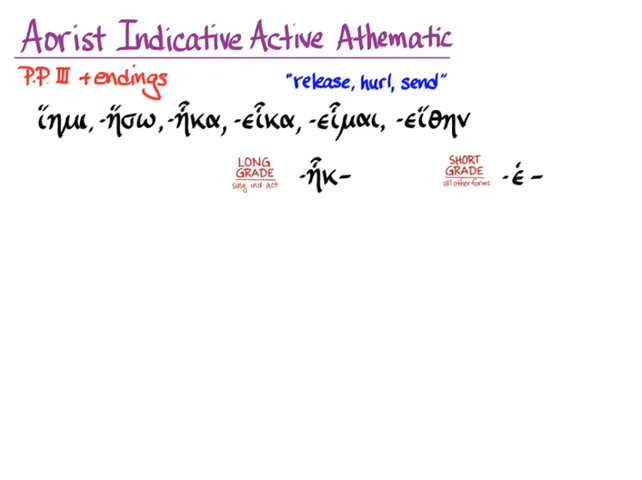 Aorist Indicative Active Athematic
P.P. III + endings
"release, hurl, send"
ἵημι, -ἥσω, -ἧκα, -εἷκα, -εἷμαι, -εἵθην
LONG GRADE
sing ind act
-ἧκ-
SHORT GRADE
all other forms
-ἑ-